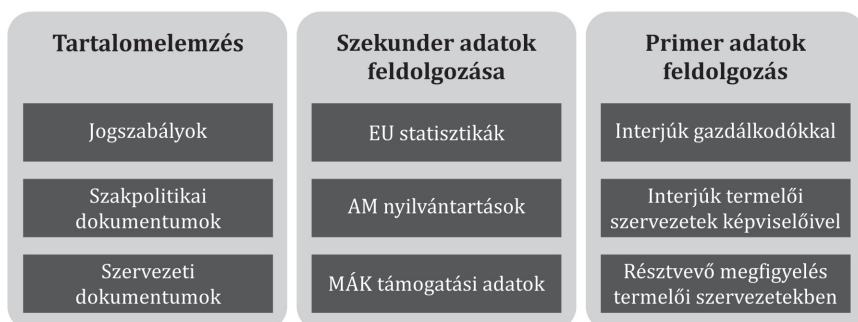 Tartalomelemzés
Jogszabályok
Szakpolitikai
dokumentumok
Szervezeti
dokumentumok
Szekunder adatok
feldolgozása
EU statisztikák
AM nyilvántartások
MÁK támogatási adatok
Primer adatok
feldolgozás
Interjúk gazdálkodókkal
Interjúk termelői
szervezetek képviselőivel
Résztvevő megfigyelés
termelői szervezetekben